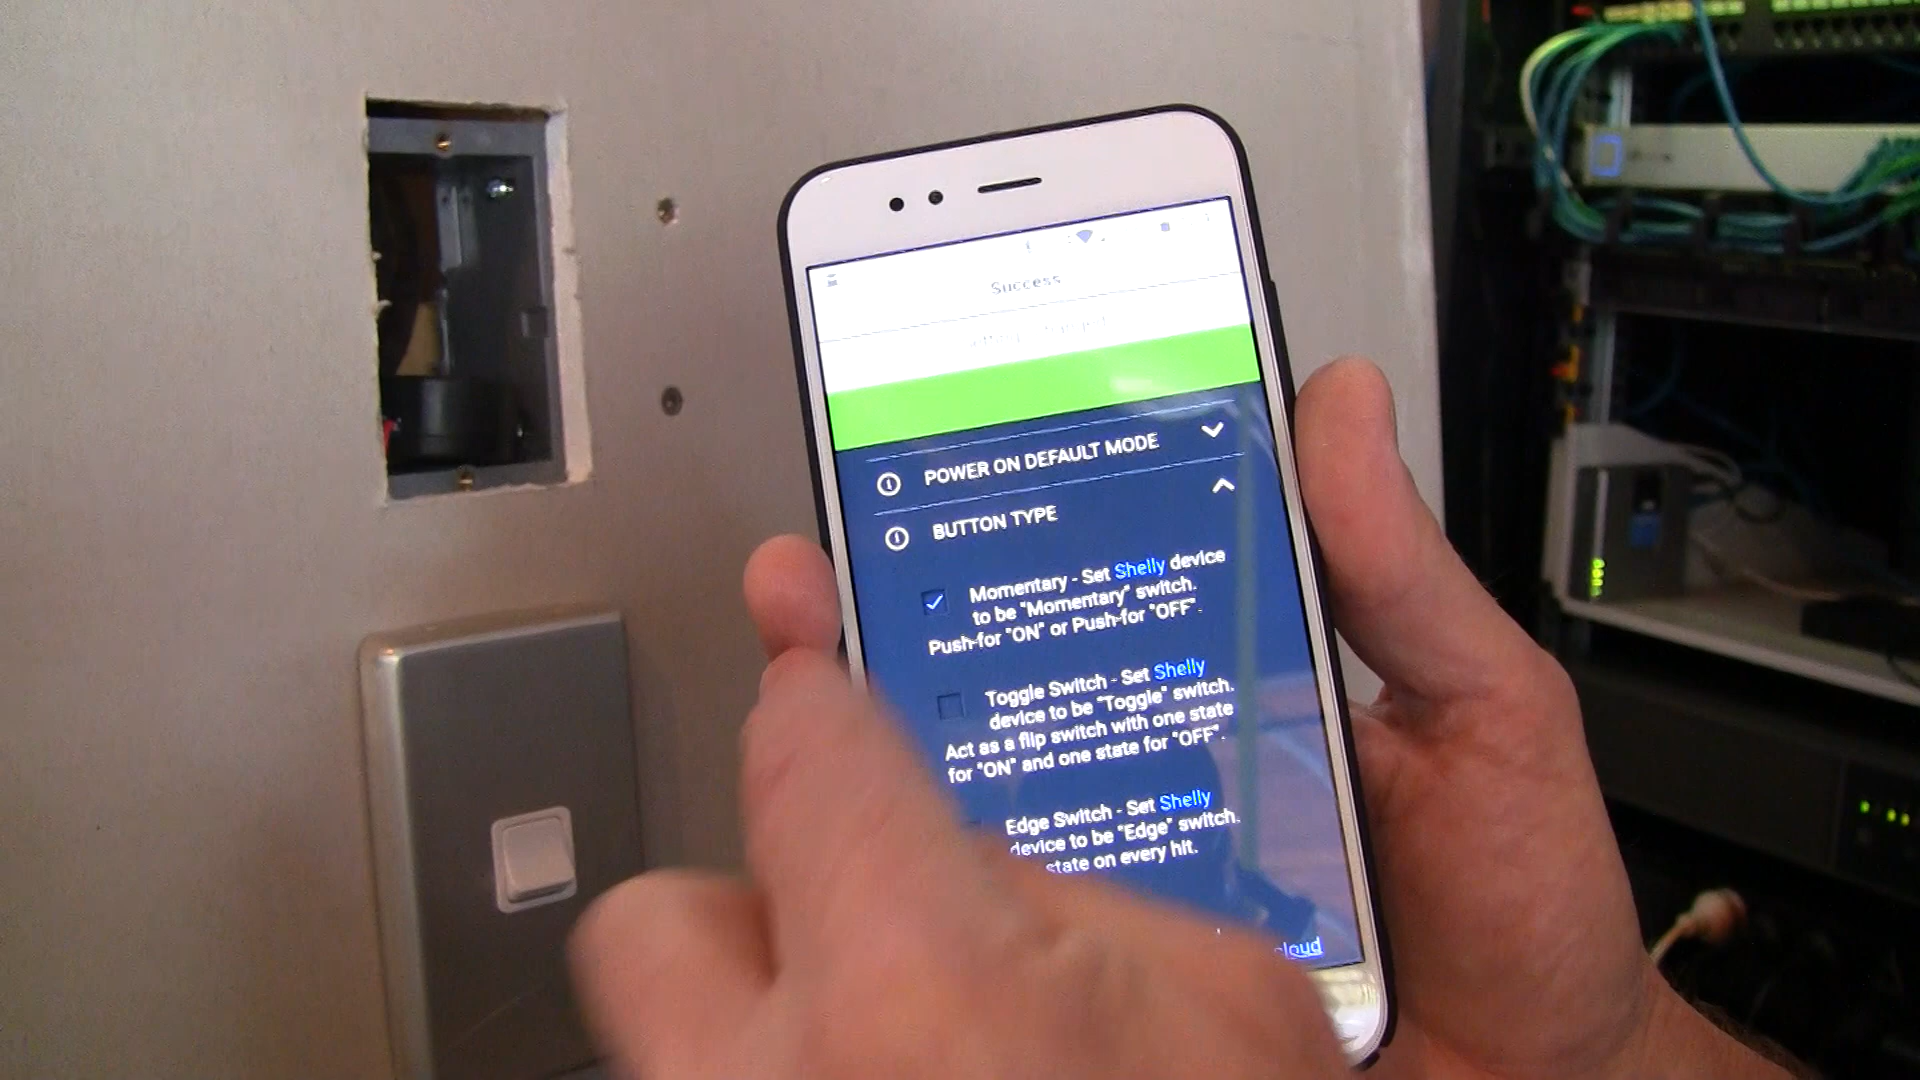 Success
POWER ON DEFAULT MODE
BUTTON TYPE
Momentary - Set Shelly device
to be "Momentary" switch.
Push-for "ON" or Push-for "OFF".
Toggle Switch - Set Shelly
device to be "Toggle" switch.
Act as a flip switch with one state
for "ON" and one state for "OFF".
Edge Switch - Set Shelly
device to be "Edge" switch.
state on every hit.